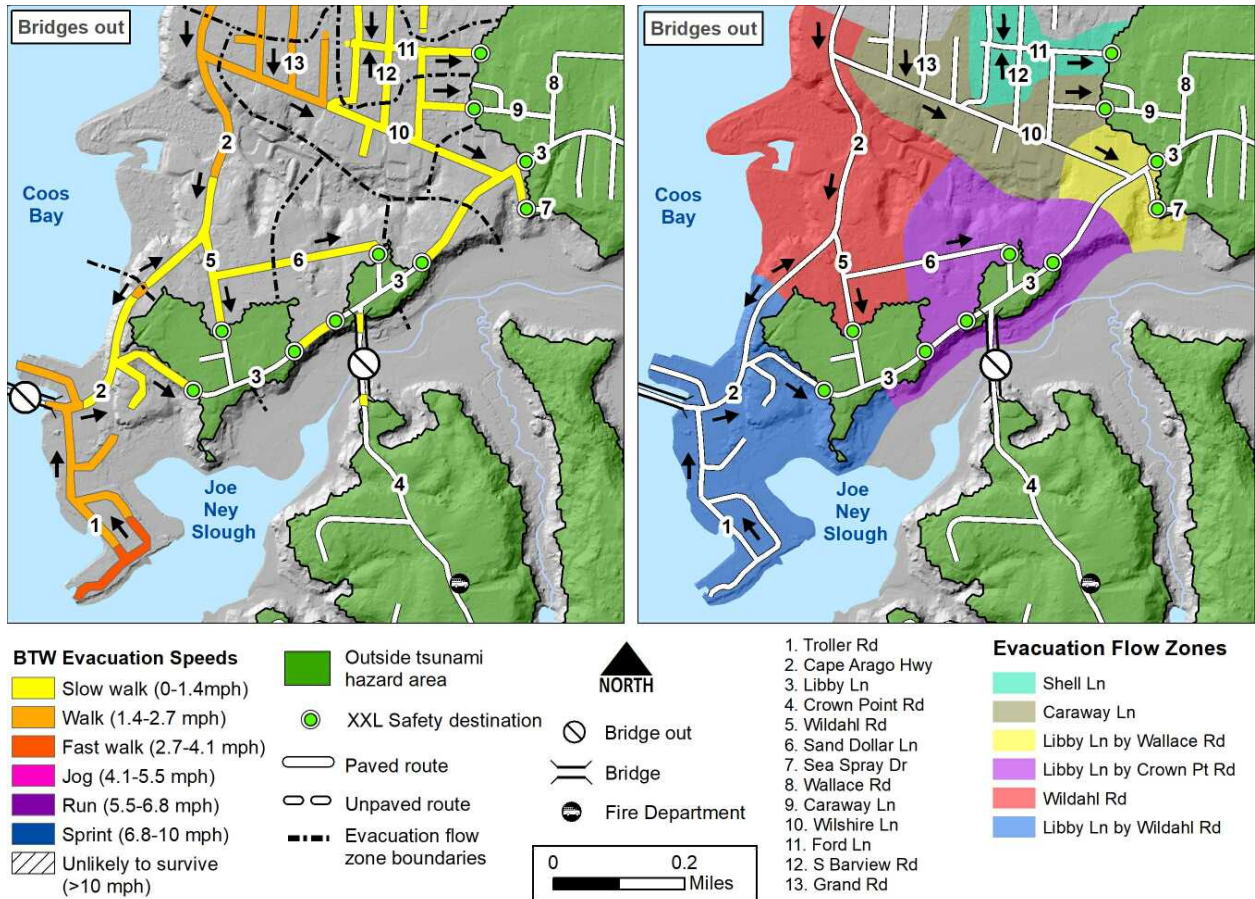 Bridges out
11
13
12
8
9
10
2
3
7
Coos
Bay
5
6
3
2
3
Joe
Ney
Slough
4
1
Bridges out
11
13
12
8
9
10
2
3
7
Coos
Bay
5
6
3
2
3
Joe
Ney
Slough
4
1
BTW Evacuation Speeds
Slow walk (0-1.4mph)
Walk (1.4-2.7 mph)
Fast walk (2.7-4.1 mph)
Jog (4.1-5.5 mph)
Run (5.5-6.8 mph)
Sprint (6.8-10 mph)
Unlikely to survive
(>10 mph)
Outside tsunami
hazard area
XXL Safety destination
Paved route
Unpaved route
Evacuation flow
zone boundaries
NORTH
Bridge out
Bridge
Fire Department
0 0.2
Miles
1. Troller Rd
2. Cape Arago Hwy
3. Libby Ln
4. Crown Point Rd
5. Wildahl Rd
6. Sand Dollar Ln
7. Sea Spray Dr
8. Wallace Rd
9. Caraway Ln
10. Wilshire Ln
11. Ford Ln
12. S Barview Rd
13. Grand Rd
Evacuation Flow Zones
Shell Ln
Caraway Ln
Libby Ln by Wallace Rd
Libby Ln by Crown Pt Rd
Wildahl Rd
Libby Ln by Wildahl Rd